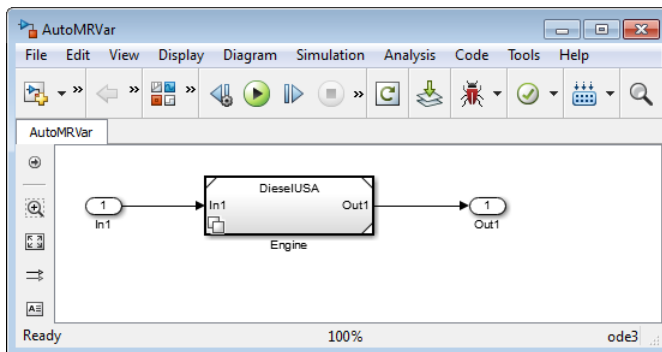 AutoMRVar
File Edit View Display Diagram Simulation Analysis Code Tools Help
» » »
AutoMRVar
DieselUSA
1 In1 Out1 1
In1 Out1
Engine
Ready 100% ode3